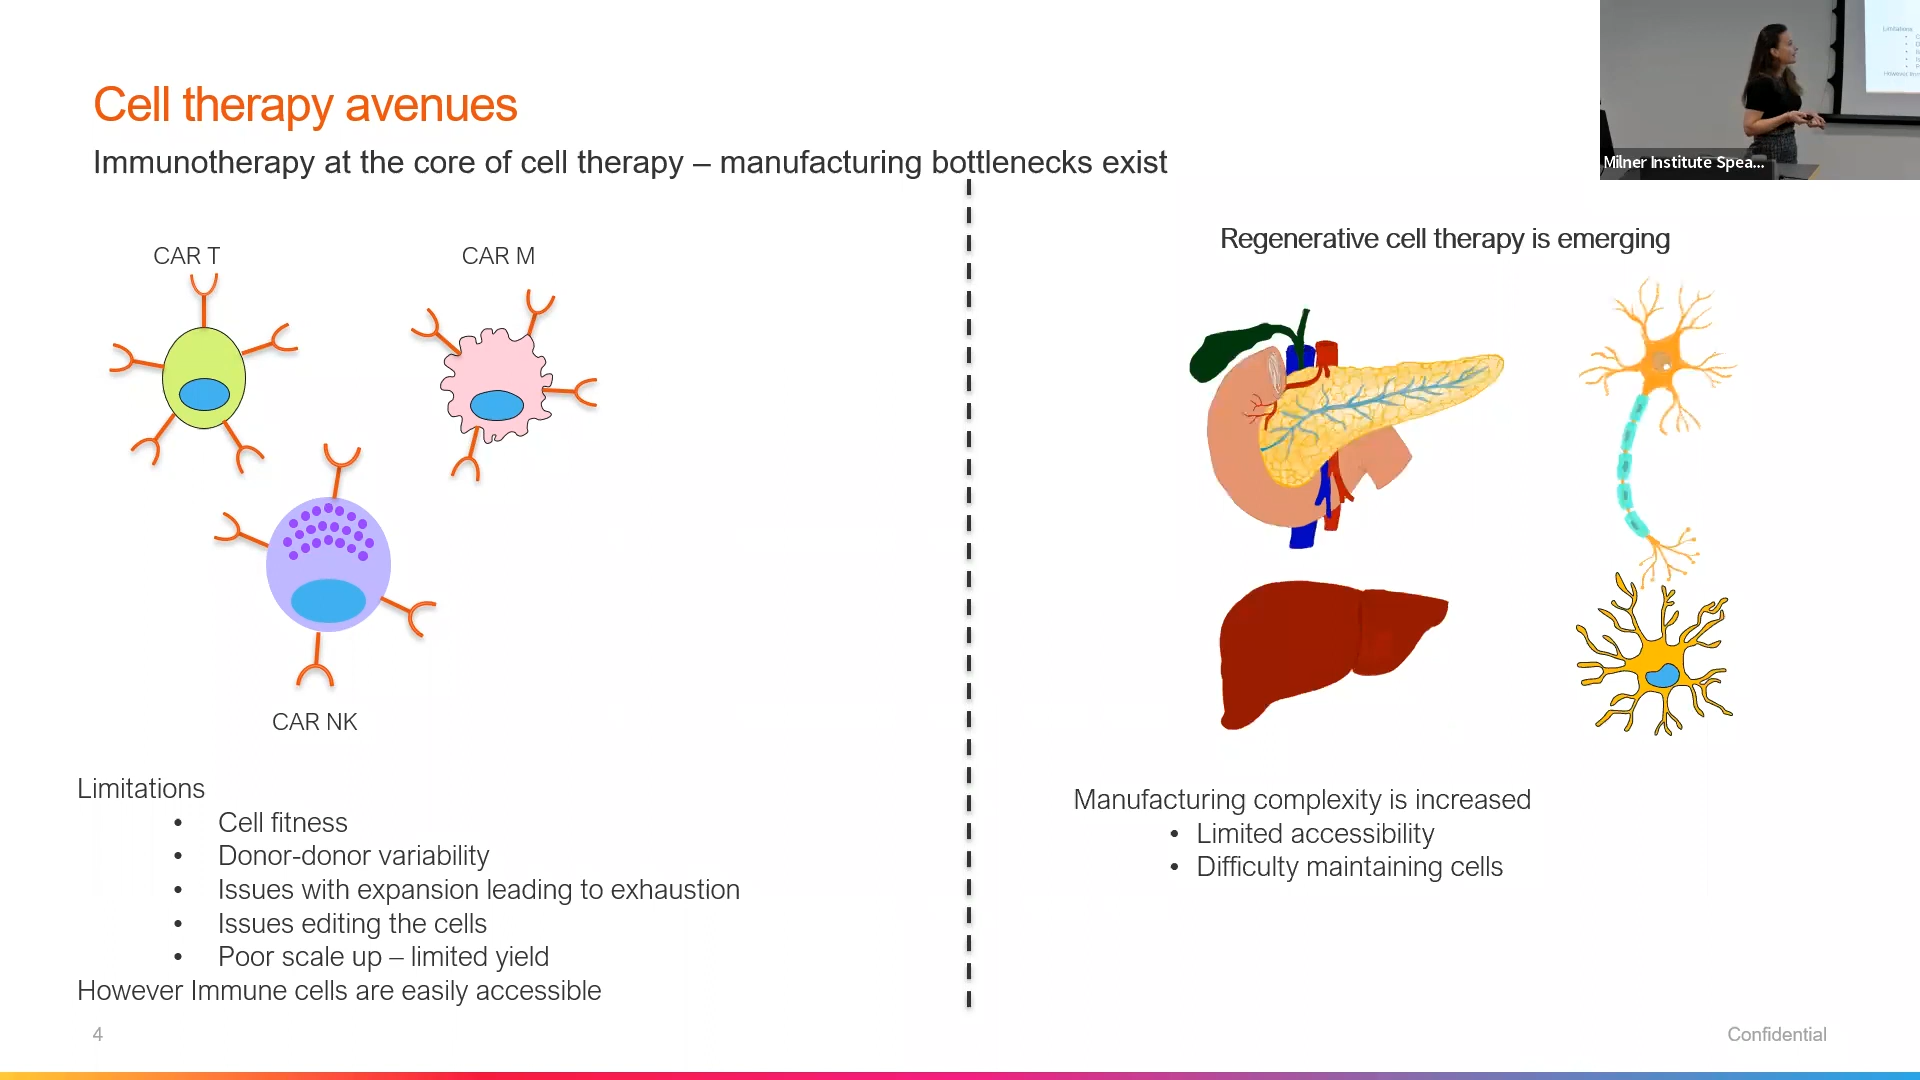 Cell therapy avenues
Immunotherapy at the core of cell therapy – manufacturing bottlenecks exist
Milner Institute Spea...
CAR T
CAR M
CAR NK
Limitations
• Cell fitness
• Donor-donor variability
• Issues with expansion leading to exhaustion
• Issues editing the cells
• Poor scale up – limited yield
However Immune cells are easily accessible
Regenerative cell therapy is emerging
Manufacturing complexity is increased
• Limited accessibility
• Difficulty maintaining cells
4
Confidential
Limitations